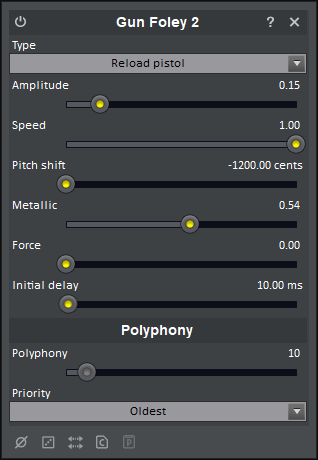 Gun Foley 2 ?
Type
Reload pistol
Amplitude 0.15
Speed 1.00
Pitch shift -1200.00 cents
Metallic 0.54
Force 0.00
Initial delay 10.00 ms
Polyphony
Polyphony 10
Priority
Oldest
C P